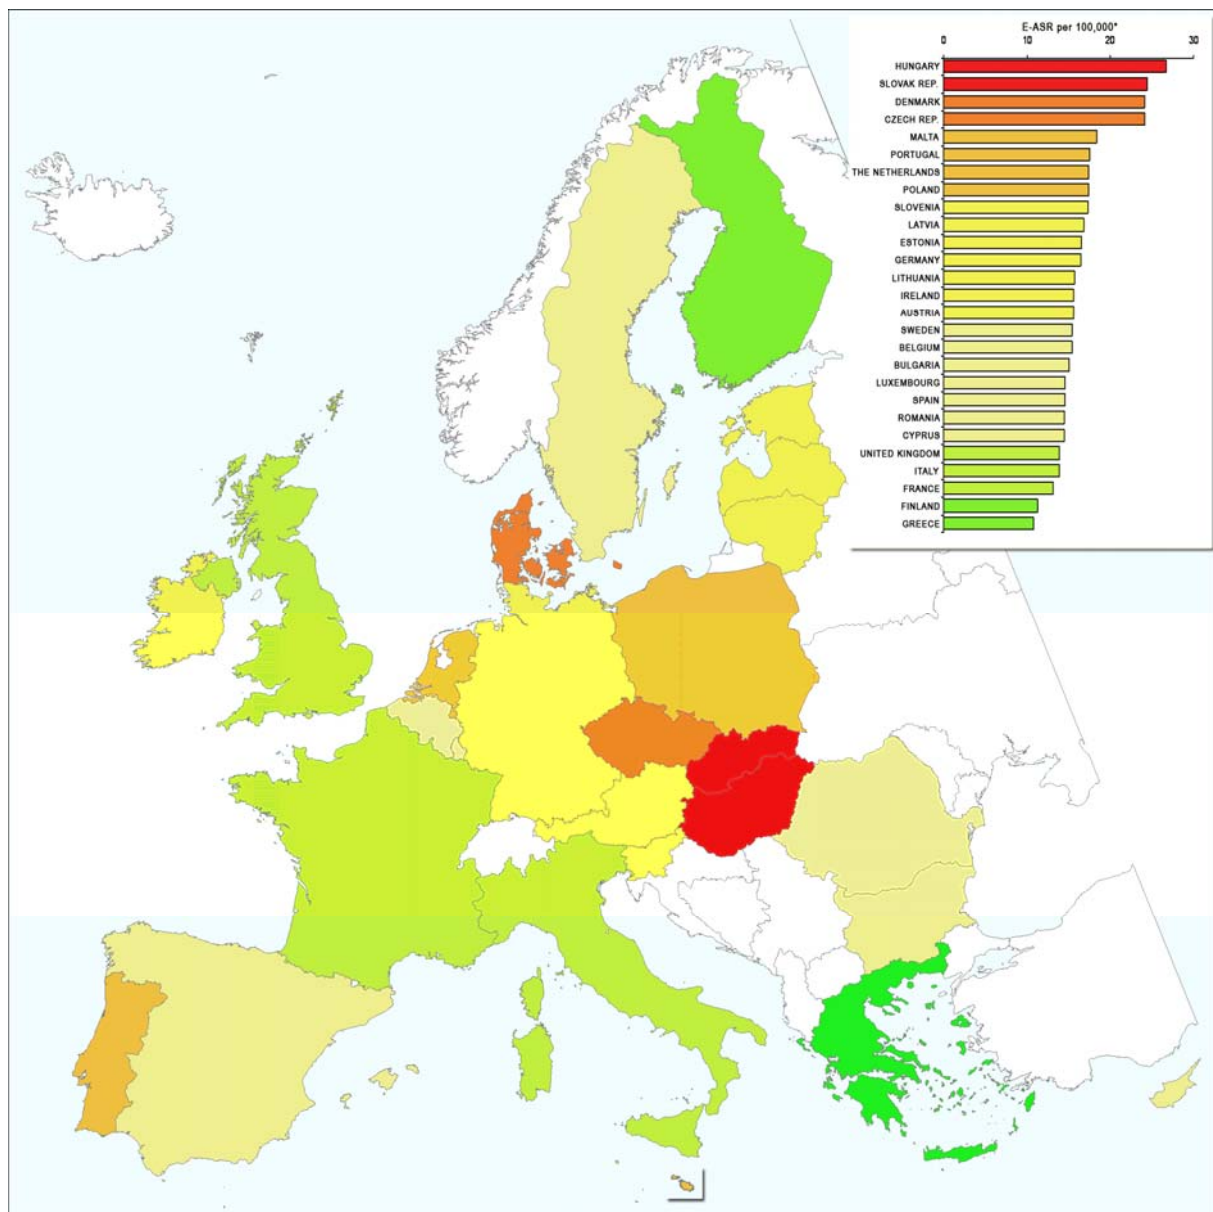 E-ASR per 100,000*
0 10 20 30
HUNGARY
SLOVAK REP.
DENMARK
CZECH REP.
MALTA
PORTUGAL
THE NETHERLANDS
POLAND
SLOVENIA
LATVIA
ESTONIA
GERMANY
LITHUANIA
IRELAND
AUSTRIA
SWEDEN
BELGIUM
BULGARIA
LUXEMBOURG
SPAIN
ROMANIA
CYPRUS
UNITED KINGDOM
ITALY
FRANCE
FINLAND
GREECE